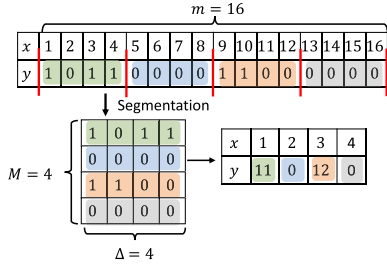 m = 16
x 1 2 3 4 5 6 7 8 9 10 11 12 13 14 15 16
y 1 0 1 1 0 0 0 0 1 1 0 0 0 0 0 0
Segmentation
1 0 1 1
0 0 0 0
1 1 0 0
0 0 0 0
M = 4
Δ = 4
x 1 2 3 4
y 11 0 12 0